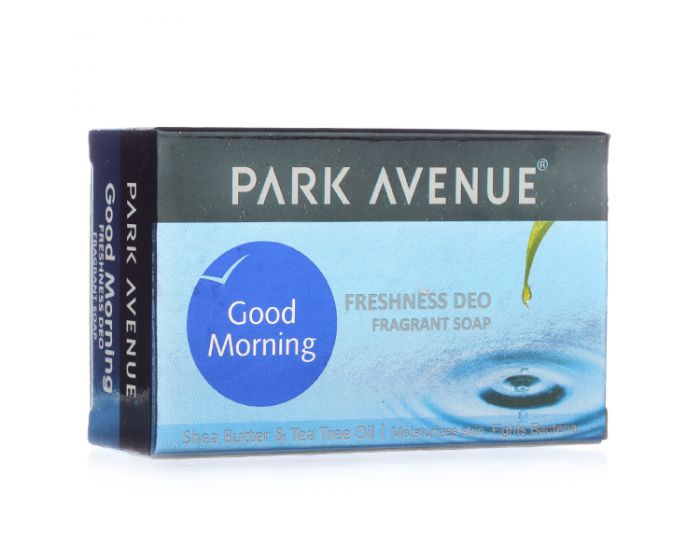 PARK AVENUE®
Good
Morning
FRESHNESS DEO
FRAGRANT SOAP
Shea Butter & Tea Tree Oil | Moisturizes skin, Fights Bacteria
PARK AVENUE
Good Morning
FRESHNESS DEO
FRAGRANT SOAP